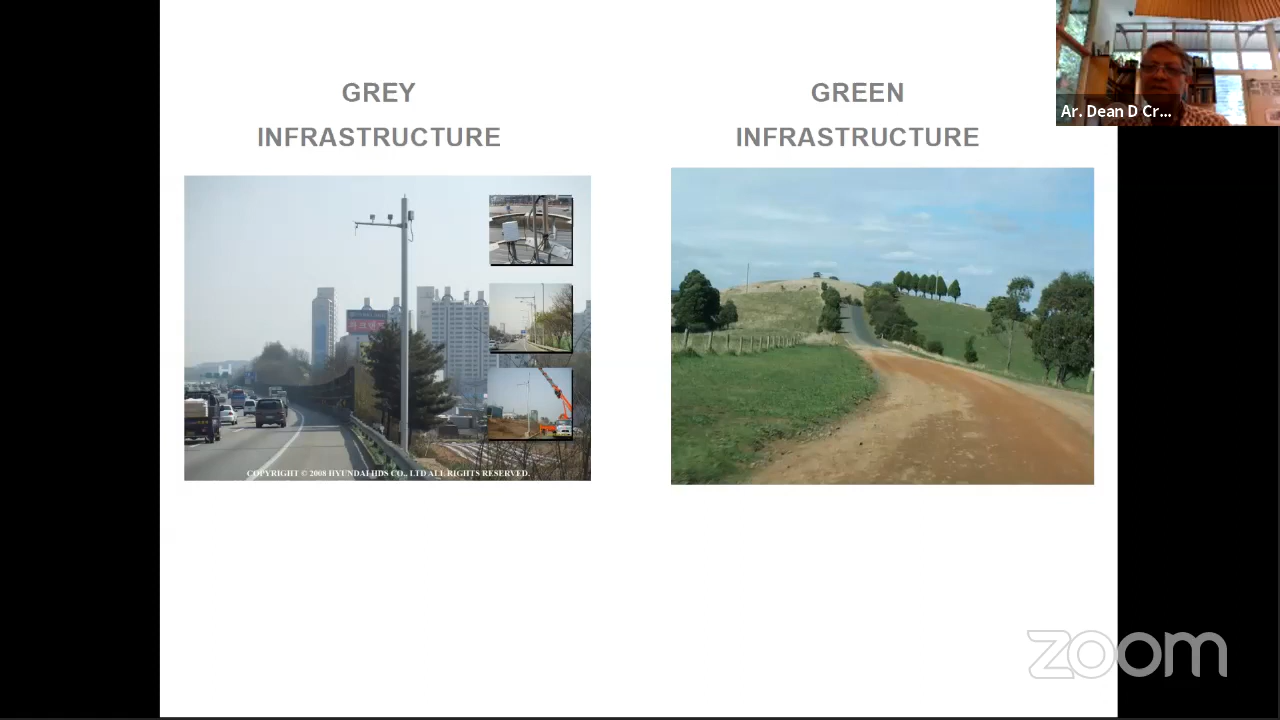 GREY
INFRASTRUCTURE
GREEN
INFRASTRUCTURE
Ar. Dean D Cr...
COPYRIGHT © 2008 HYUNDAI HDS CO., LTD ALL RIGHTS RESERVED.
zoom